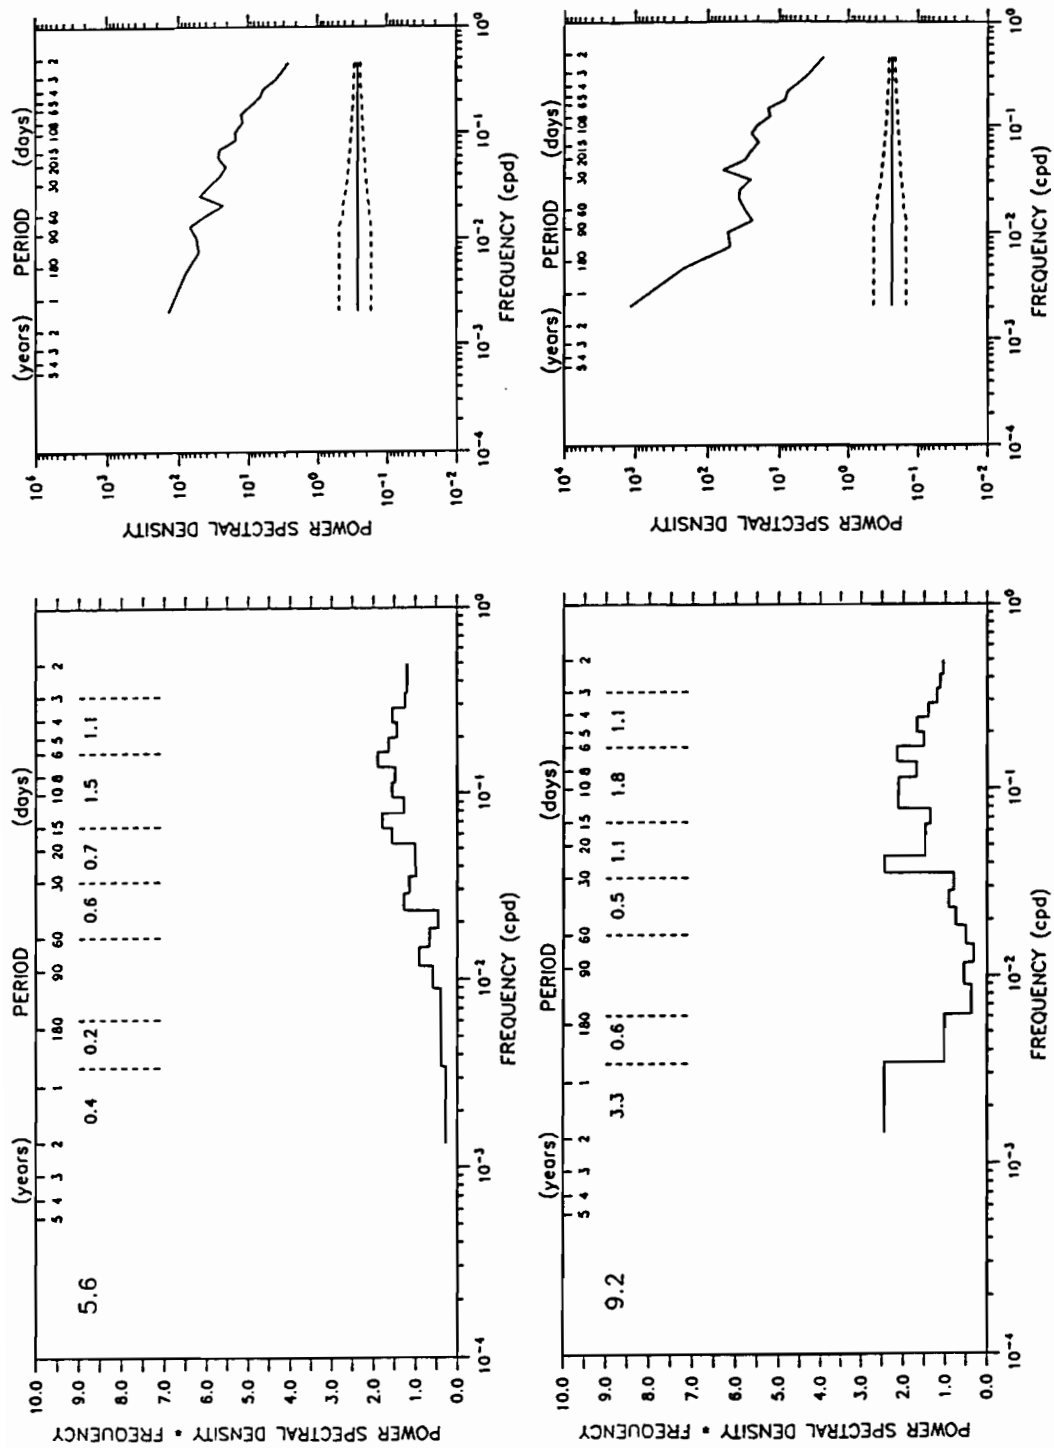 (years) PERIOD (days)
5 4 3 2 1 180 90 60 30 20 15 10 8 6 5 4 3 2
5.6
0.4 0.2 0.6 0.7 1.5 1.1
POWER SPECTRAL DENSITY * FREQUENCY
10.0
9.0
8.0
7.0
6.0
5.0
4.0
3.0
2.0
1.0
0.0
10⁻⁴ 10⁻³ 10⁻² 10⁻¹ 10⁰
FREQUENCY (cpd)
(years) PERIOD (days)
5 4 3 2 1 180 90 60 30 20 15 10 8 6 5 4 3 2
POWER SPECTRAL DENSITY
10⁴
10³
10²
10¹
10⁰
10⁻¹
10⁻²
10⁻⁴ 10⁻³ 10⁻² 10⁻¹ 10⁰
FREQUENCY (cpd)
(years) PERIOD (days)
5 4 3 2 1 180 90 60 30 20 15 10 8 6 5 4 3 2
9.2
3.3 0.6 0.5 1.1 1.8 1.1
POWER SPECTRAL DENSITY * FREQUENCY
10.0
9.0
8.0
7.0
6.0
5.0
4.0
3.0
2.0
1.0
0.0
10⁻⁴ 10⁻³ 10⁻² 10⁻¹ 10⁰
FREQUENCY (cpd)
(years) PERIOD (days)
5 4 3 2 1 180 90 60 30 20 15 10 8 6 5 4 3 2
POWER SPECTRAL DENSITY
10⁴
10³
10²
10¹
10⁰
10⁻¹
10⁻²
10⁻⁴ 10⁻³ 10⁻² 10⁻¹ 10⁰
FREQUENCY (cpd)